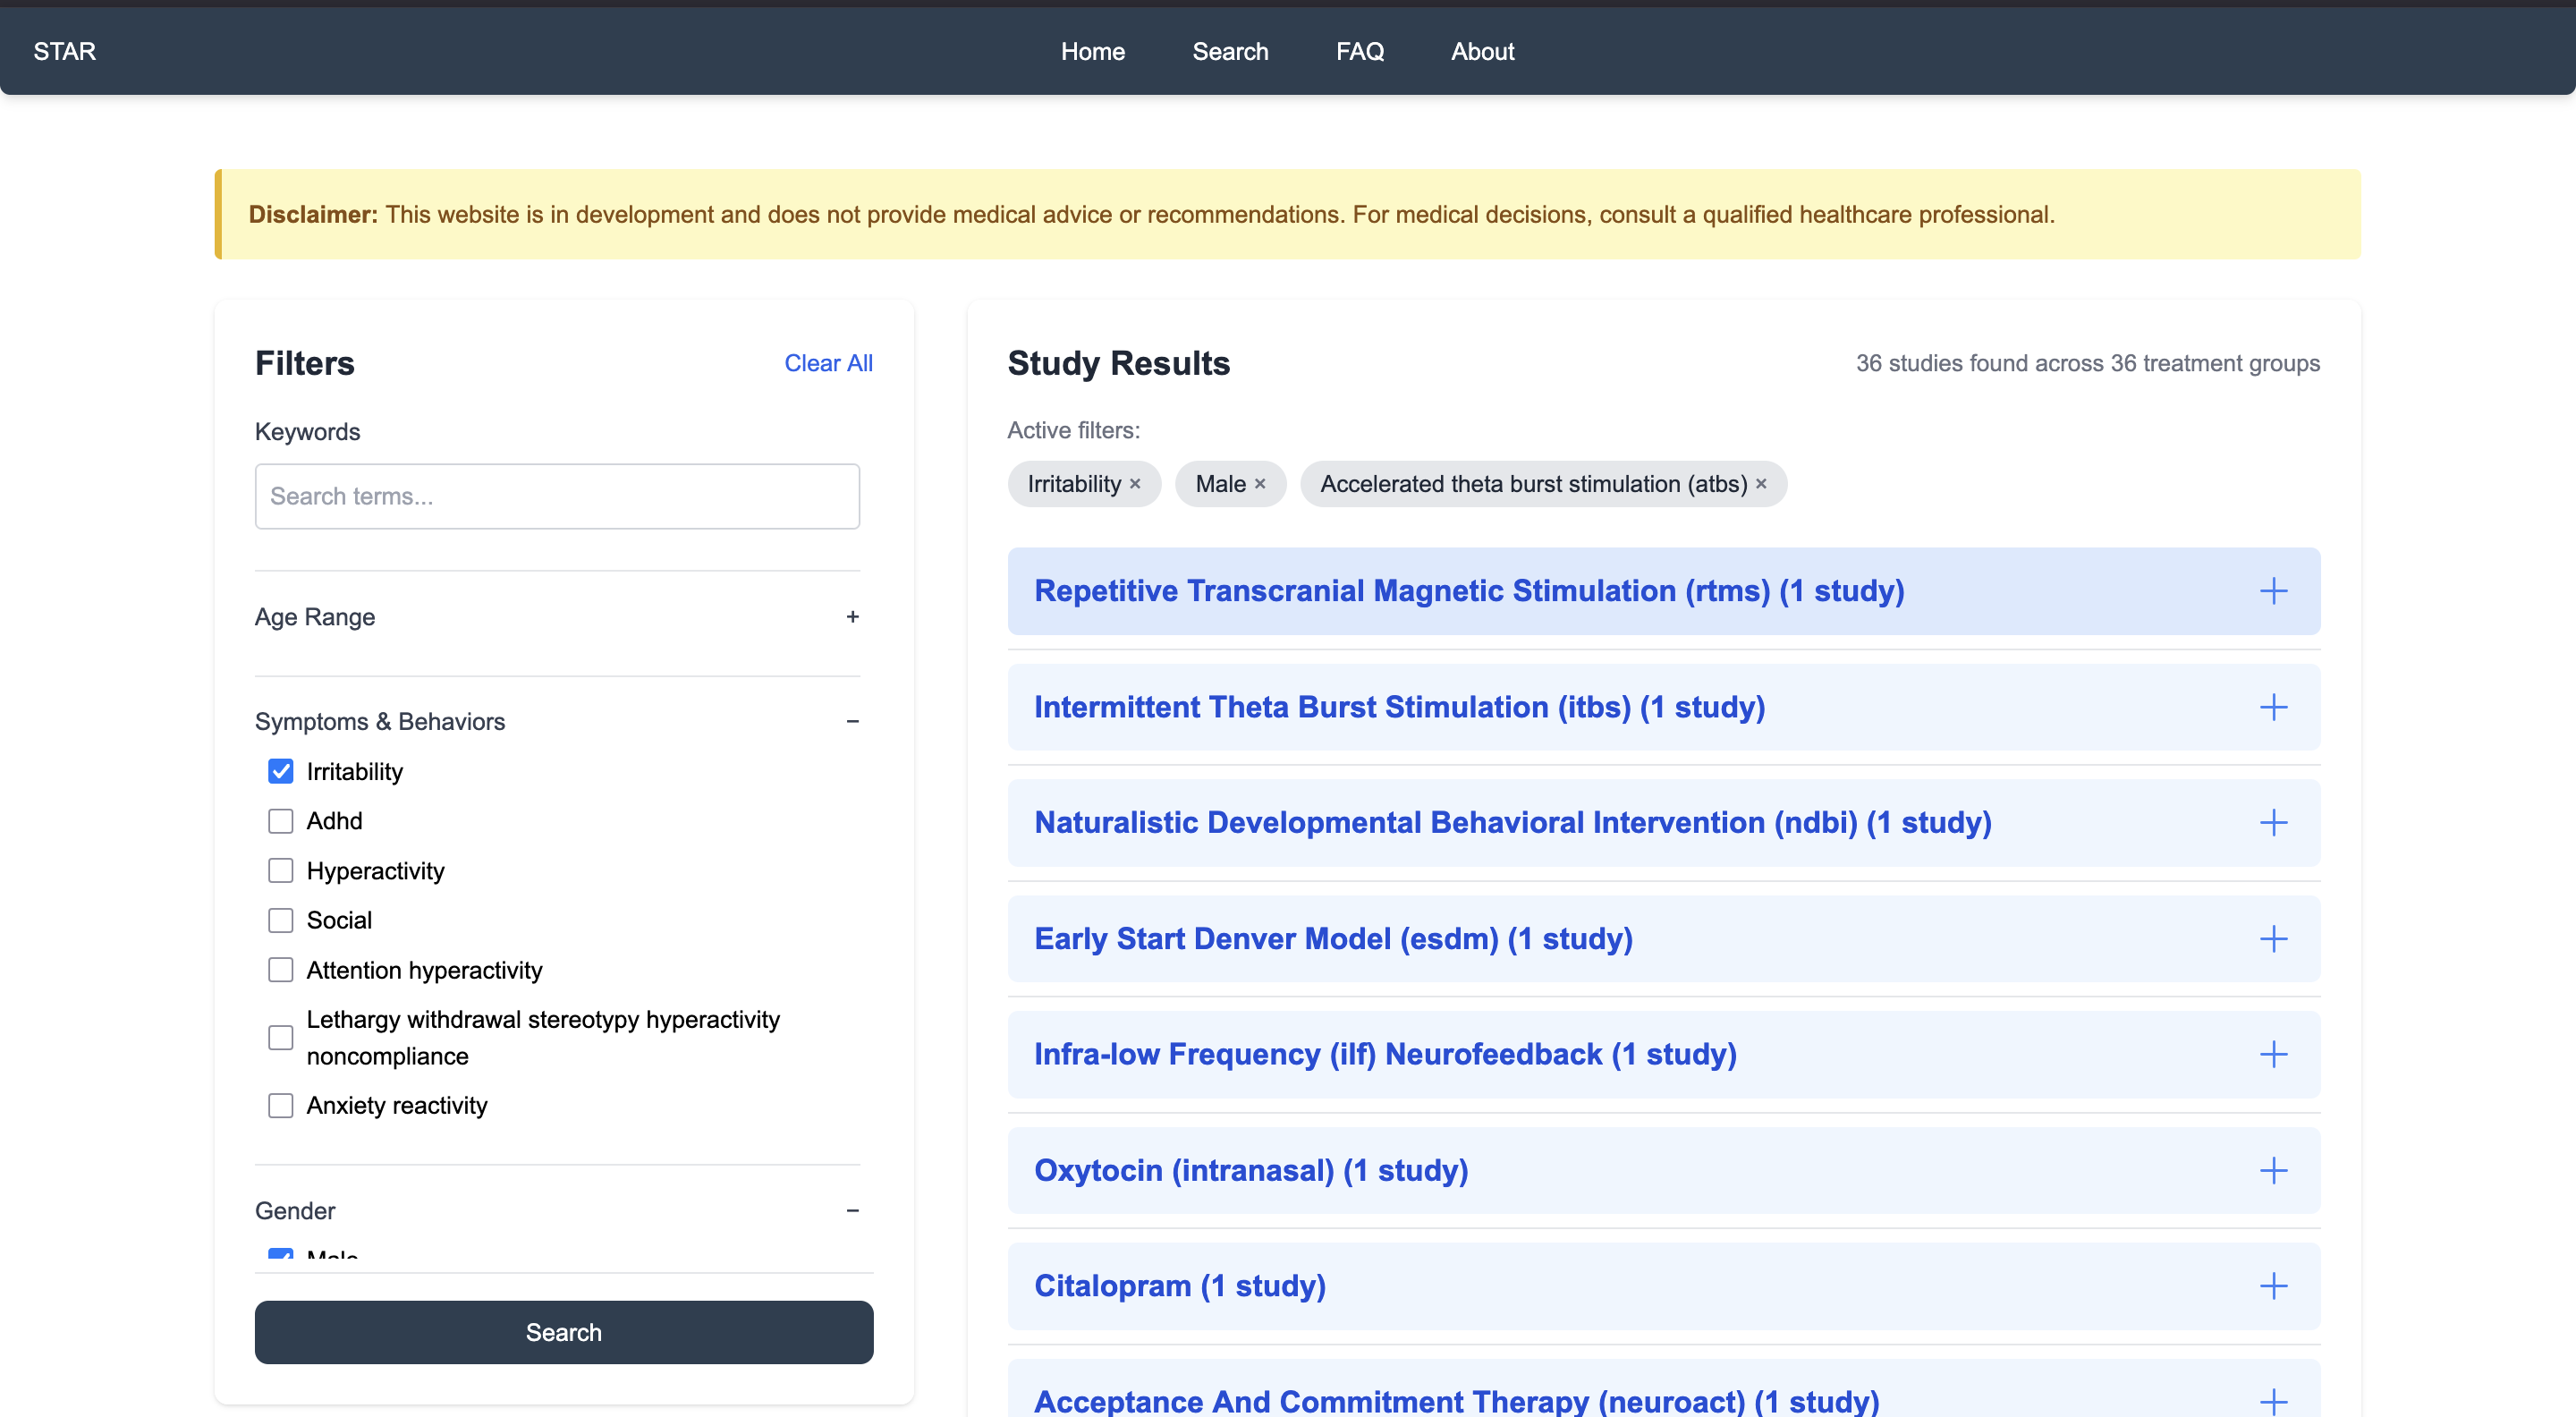 STAR
Home
Search
FAQ
About
Disclaimer: This website is in development and does not provide medical advice or recommendations. For medical decisions, consult a qualified healthcare professional.
Filters
Clear All
Keywords
Search terms...
Age Range
+
Symptoms & Behaviors
−
Irritability
Adhd
Hyperactivity
Social
Attention hyperactivity
Lethargy withdrawal stereotypy hyperactivity
noncompliance
Anxiety reactivity
Gender
−
Male
Search
Study Results
36 studies found across 36 treatment groups
Active filters:
Irritability ×
Male ×
Accelerated theta burst stimulation (atbs) ×
Repetitive Transcranial Magnetic Stimulation (rtms) (1 study)
Intermittent Theta Burst Stimulation (itbs) (1 study)
Naturalistic Developmental Behavioral Intervention (ndbi) (1 study)
Early Start Denver Model (esdm) (1 study)
Infra-low Frequency (ilf) Neurofeedback (1 study)
Oxytocin (intranasal) (1 study)
Citalopram (1 study)
Acceptance And Commitment Therapy (neuroact) (1 study)